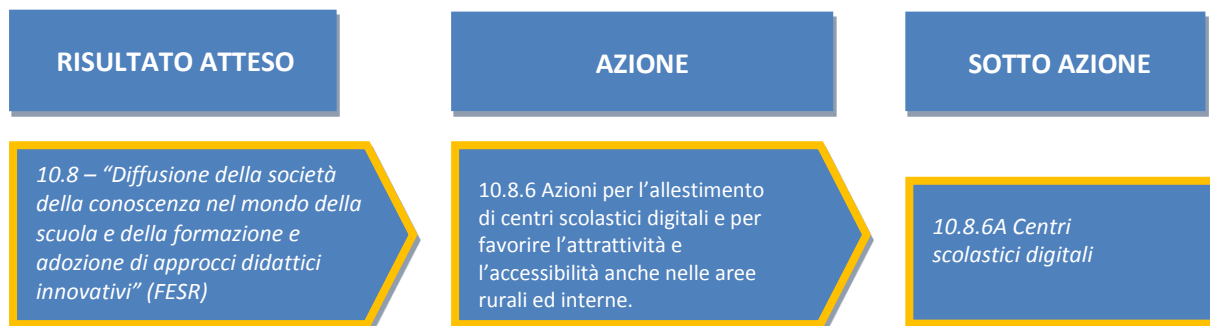 RISULTATO ATTESO
AZIONE
SOTTO AZIONE
10.8 – “Diffusione della società
della conoscenza nel mondo della
scuola e della formazione e
adozione di approcci didattici
innovativi” (FESR)
10.8.6 Azioni per l’allestimento
di centri scolastici digitali e per
favorire l’attrattività e
l’accessibilità anche nelle aree
rurali ed interne.
10.8.6A Centri
scolastici digitali